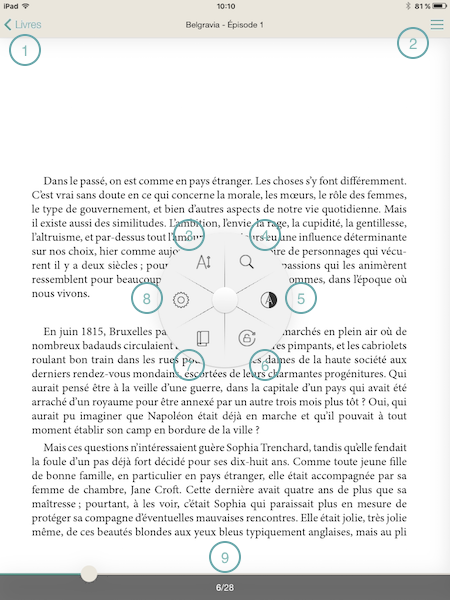 iPad 10:10 81 %
Livres Belgravia - Épisode 1
1 2
Dans le passé, on est comme en pays étranger. Les choses s'y font différemment.
C'est vrai sans doute en ce qui concerne la morale, les mœurs, le rôle des femmes,
le type de gouvernement, et bien d'autres aspects de notre vie quotidienne. Mais
il existe aussi des similitudes. L'ambition, l'envie, la rage, la cupidité, la gentillesse,
l'altruisme, et par-dessus tout l'amour eu une influence déterminante
3 4
sur nos choix, hier comme aujo re de personnages qui vécu-
rent il y a deux siècles ; pour passions qui les animèrent
ressemblent pour beaucoup ommes, dans l'époque où
8 A 5
nous vivons.
En juin 1815, Bruxelles pa marchés en plein air où de
nombreux badauds circulaient res pimpants, et les cabriolets
roulant bon train dans les rues dames de la haute société aux
7 6
derniers rendez-vous mondains, escortées de leurs charmantes progénitures. Qui
aurait pensé être à la veille d'une guerre, dans la capitale d'un pays qui avait été
arraché d'un royaume pour être annexé par un autre trois mois plus tôt ? Oui, qui
aurait pu imaginer que Napoléon était déjà en marche et qu'il pouvait à tout
moment établir son camp en bordure de la ville ?
Mais ces questions n'intéressaient guère Sophia Trenchard, tandis qu'elle fendait
la foule d'un pas déjà fort décidé pour ses dix-huit ans. Comme toute jeune fille
de bonne famille, en particulier en pays étranger, elle était accompagnée par sa
femme de chambre, Jane Croft. Cette dernière avait quatre ans de plus que sa
maîtresse ; pourtant, à les voir, c'était Sophia qui paraissait plus en mesure de
protéger sa compagne d'éventuelles mauvaises rencontres. Elle était jolie, très jolie
même, de ces beautés blondes aux yeux bleus typiquement anglaises, mais au pli
9
6/28